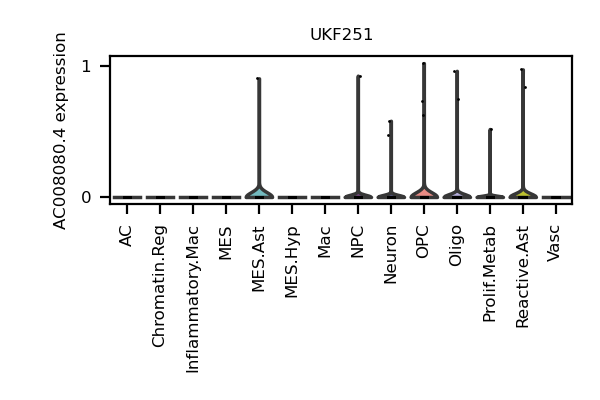 UKF251
AC008080.4 expression
1
0
AC
Chromatin.Reg
Inflammatory.Mac
MES
MES.Ast
MES.Hyp
Mac
NPC
Neuron
OPC
Oligo
Prolif.Metab
Reactive.Ast
Vasc